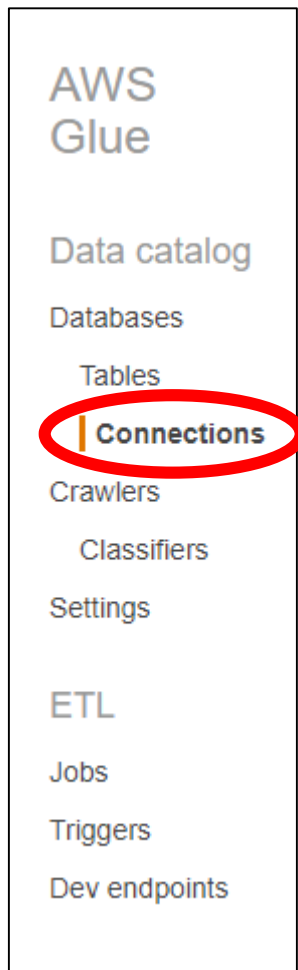 AWS
Glue
Data catalog
Databases
Tables
Connections
Crawlers
Classifiers
Settings
ETL
Jobs
Triggers
Dev endpoints